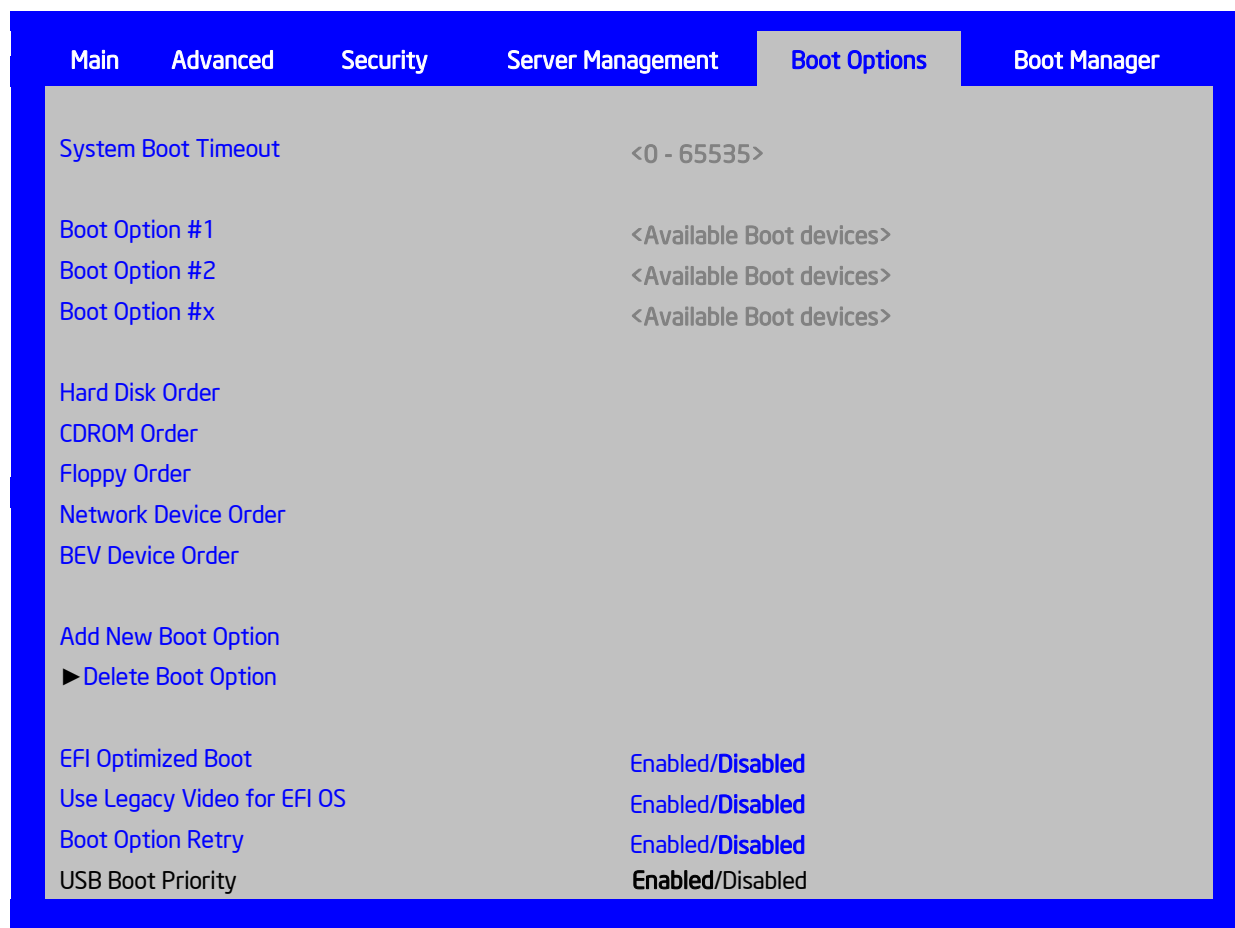 Main Advanced Security Server Management Boot Options Boot Manager
System Boot Timeout <0 - 65535>
Boot Option #1 <Available Boot devices>
Boot Option #2 <Available Boot devices>
Boot Option #x <Available Boot devices>
Hard Disk Order
CDROM Order
Floppy Order
Network Device Order
BEV Device Order
Add New Boot Option
►Delete Boot Option
EFI Optimized Boot Enabled/Disabled
Use Legacy Video for EFI OS Enabled/Disabled
Boot Option Retry Enabled/Disabled
USB Boot Priority Enabled/Disabled